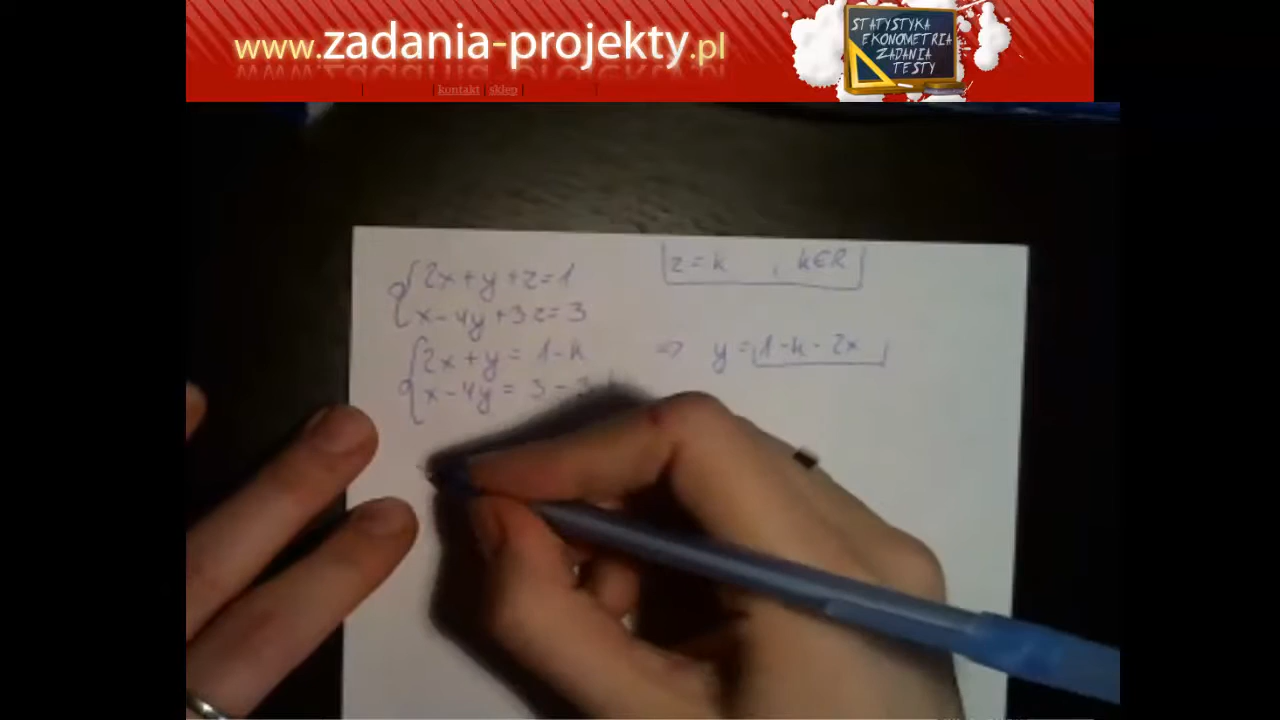 www.zadania-projekty.pl
STATYSTYKA
EKONOMETRIA
ZADANIA
TESTY
kontakt | sklep |
2x+y+z=1
z=k , k∈R
x-4y+3z=3
2x+y=1-k ⇒ y=1-k-2x
x-4y=3-3